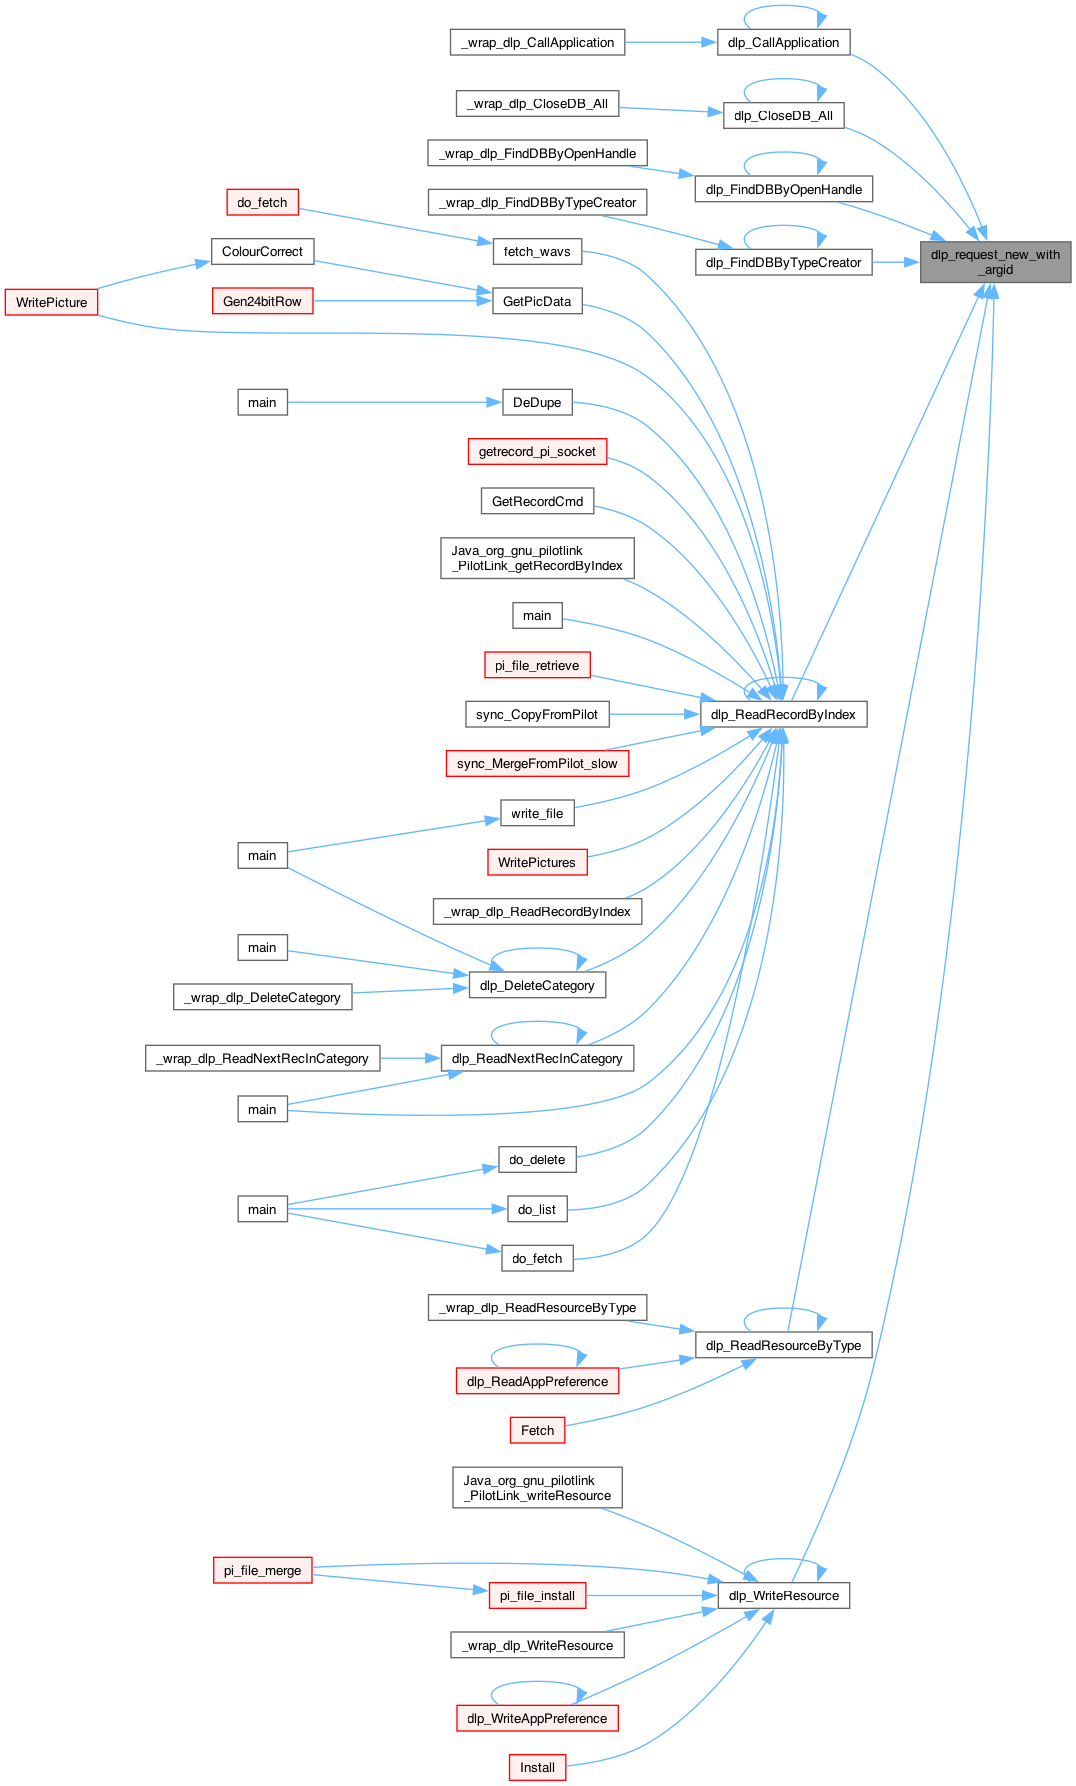 _wrap_dlp_CallApplication
dlp_CallApplication
_wrap_dlp_CloseDB_All
dlp_CloseDB_All
_wrap_dlp_FindDBByOpenHandle
dlp_FindDBByOpenHandle
do_fetch
_wrap_dlp_FindDBByTypeCreator
ColourCorrect
fetch_wavs
dlp_FindDBByTypeCreator
dlp_request_new_with
_argid
WritePicture
Gen24bitRow
GetPicData
main
DeDupe
getrecord_pi_socket
GetRecordCmd
Java_org_gnu_pilotlink
_PilotLink_getRecordByIndex
main
pi_file_retrieve
sync_CopyFromPilot
dlp_ReadRecordByIndex
sync_MergeFromPilot_slow
write_file
main
WritePictures
_wrap_dlp_ReadRecordByIndex
main
dlp_DeleteCategory
_wrap_dlp_DeleteCategory
_wrap_dlp_ReadNextRecInCategory
dlp_ReadNextRecInCategory
main
do_delete
main
do_list
do_fetch
_wrap_dlp_ReadResourceByType
dlp_ReadResourceByType
dlp_ReadAppPreference
Fetch
Java_org_gnu_pilotlink
_PilotLink_writeResource
pi_file_merge
pi_file_install
dlp_WriteResource
_wrap_dlp_WriteResource
dlp_WriteAppPreference
Install